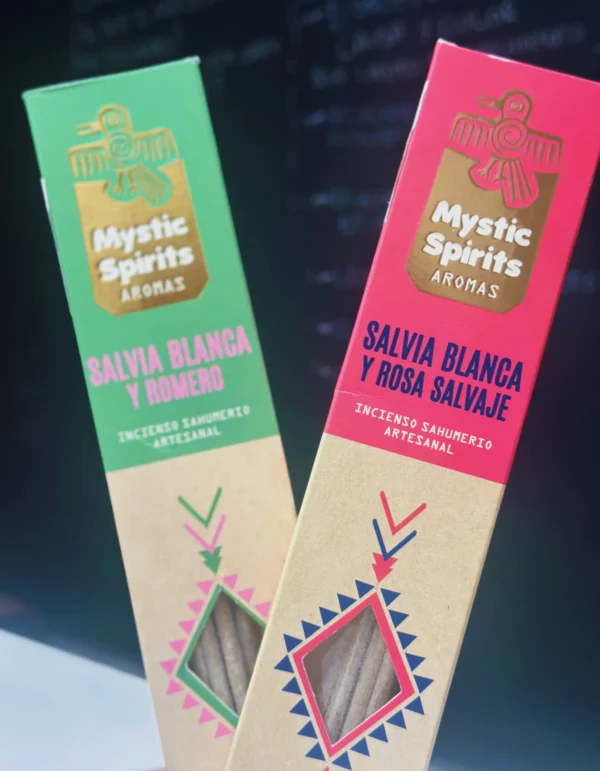 Mystic
Spirits
AROMAS
SALVIA BLANCA
Y ROMERO
INCIENSO SAHUMERIO
ARTESANAL
Mystic
Spirits
AROMAS
SALVIA BLANCA
Y ROSA SALVAJE
INCIENSO SAHUMERIO
ARTESANAL